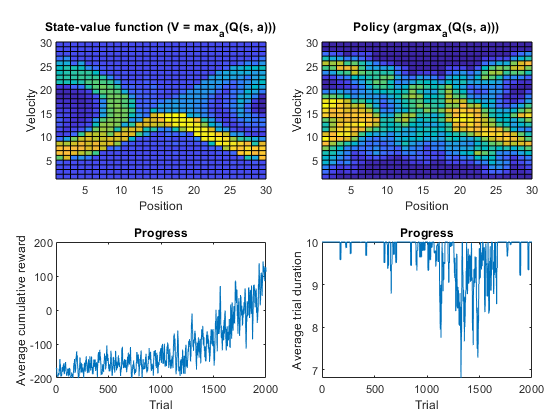 State-value function (V = maxa(Q(s, a)))
Velocity
30
25
20
15
10
5
5 10 15 20 25 30
Position
Policy (argmaxa(Q(s, a)))
Velocity
30
25
20
15
10
5
5 10 15 20 25 30
Position
Progress
Average cumulative reward
200
100
0
-100
-200
0 500 1000 1500 2000
Trial
Progress
Average trial duration
10
9
8
7
0 500 1000 1500 2000
Trial